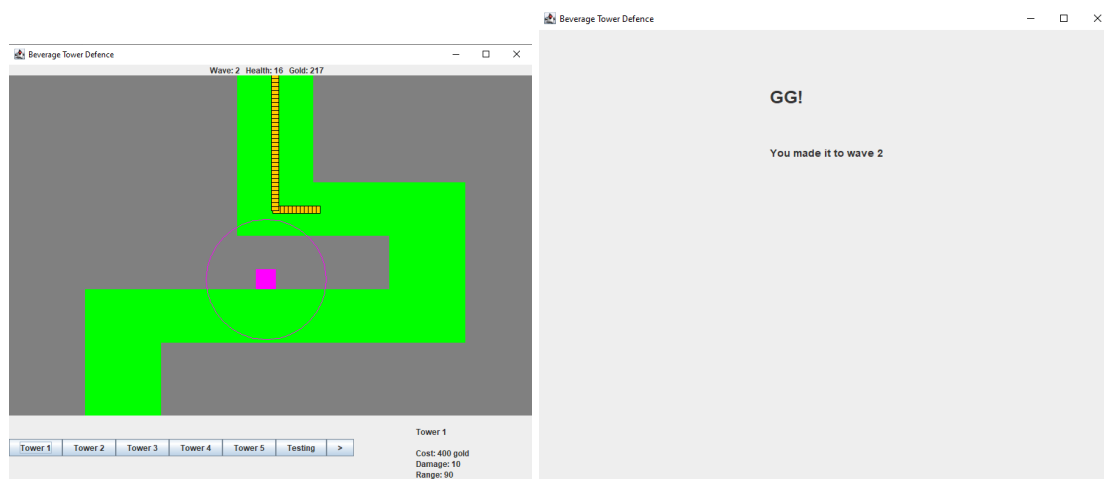 Beverage Tower Defence
Wave: 2 Health: 16 Gold: 217
Tower 1 Tower 2 Tower 3 Tower 4 Tower 5 Testing >
Tower 1
Cost: 400 gold
Damage: 10
Range: 90
Beverage Tower Defence
GG!
You made it to wave 2